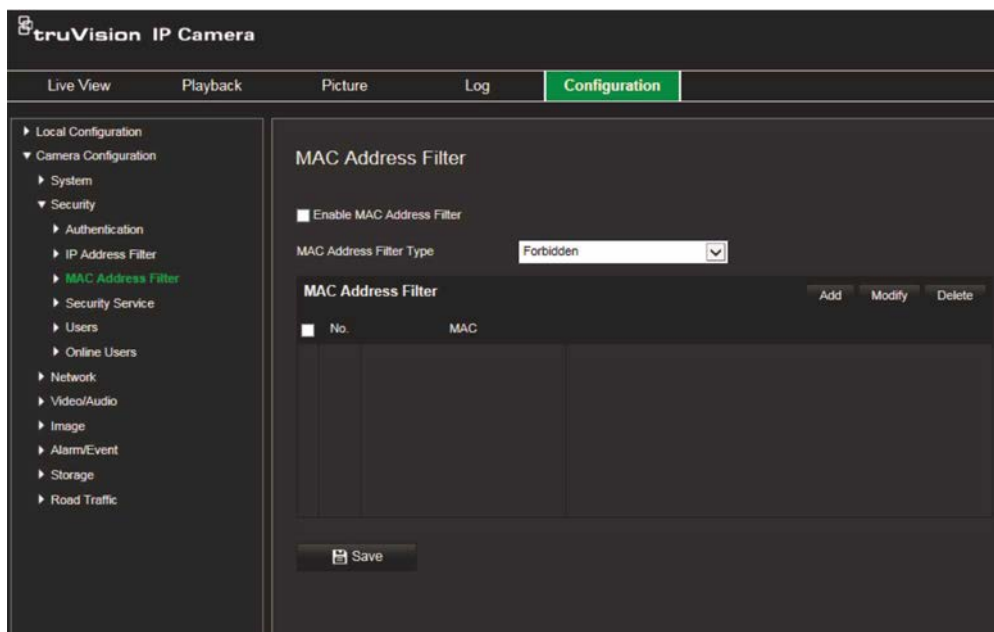 truVision IP Camera
Live View Playback Picture Log Configuration
Local Configuration
Camera Configuration
System
Security
Authentication
IP Address Filter
MAC Address Filter
Security Service
Users
Online Users
Network
Video/Audio
Image
Alarm/Event
Storage
Road Traffic
MAC Address Filter
Enable MAC Address Filter
MAC Address Filter Type Forbidden
MAC Address Filter Add Modify Delete
No. MAC
Save